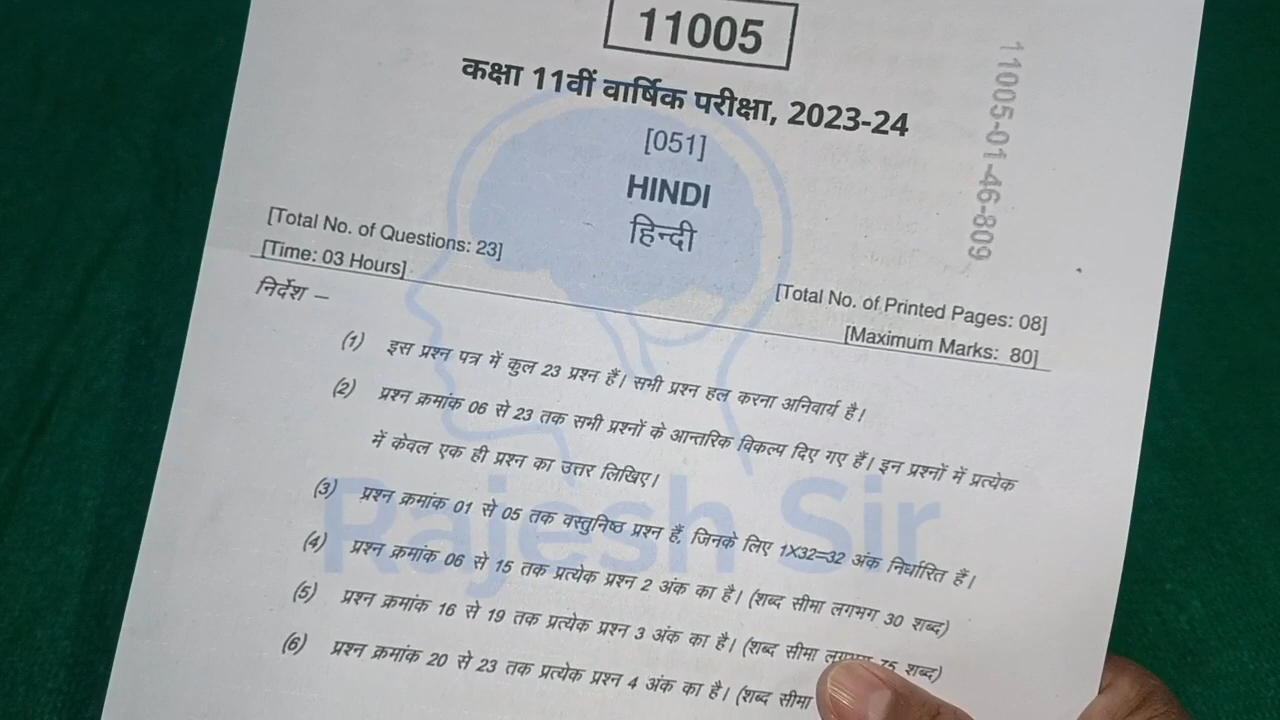 11005
कक्षा 11वीं वार्षिक परीक्षा, 2023-24
[051]
HINDI
हिन्दी
11005-01-46-809
[Total No. of Questions: 23]
[Time: 03 Hours]
[Total No. of Printed Pages: 08]
[Maximum Marks: 80]
निर्देश –
(1) इस प्रश्न पत्र में कुल 23 प्रश्न हैं। सभी प्रश्न हल करना अनिवार्य है।
(2) प्रश्न क्रमांक 06 से 23 तक सभी प्रश्नों के आन्तरिक विकल्प दिए गए हैं। इन प्रश्नों में प्रत्येक
में केवल एक ही प्रश्न का उत्तर लिखिए।
(3) प्रश्न क्रमांक 01 से 05 तक वस्तुनिष्ठ प्रश्न हैं, जिनके लिए 1X32=32 अंक निर्धारित हैं।
(4) प्रश्न क्रमांक 06 से 15 तक प्रत्येक प्रश्न 2 अंक का है। (शब्द सीमा लगभग 30 शब्द)
(5) प्रश्न क्रमांक 16 से 19 तक प्रत्येक प्रश्न 3 अंक का है। (शब्द सीमा 75 शब्द)
(6) प्रश्न क्रमांक 20 से 23 तक प्रत्येक प्रश्न 4 अंक का है। (शब्द सीमा
Rajesh Sir